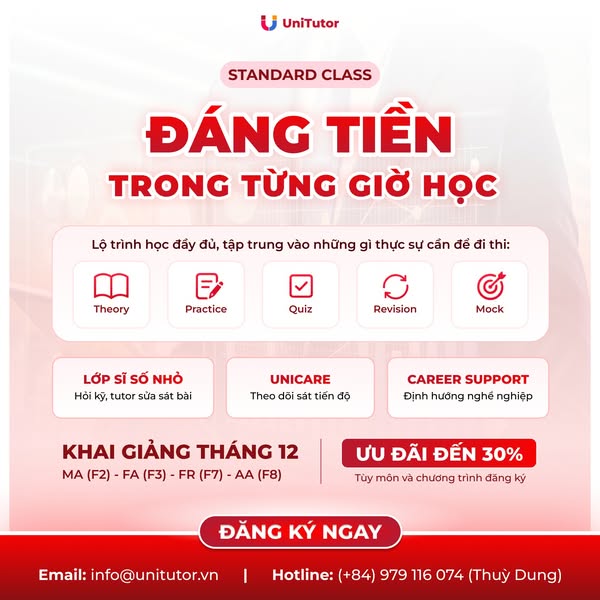 UniTutor
STANDARD CLASS
ĐÁNG TIỀN
TRONG TỪNG GIỜ HỌC
Lộ trình học đầy đủ, tập trung vào những gì thực sự cần để đi thi:
Theory
Practice
Quiz
Revision
Mock
LỚP SĨ SỐ NHỎ
Hỏi kỹ, tutor sửa sát bài
UNICARE
Theo dõi sát tiến độ
CAREER SUPPORT
Định hướng nghề nghiệp
KHAI GIẢNG THÁNG 12
MA (F2) - FA (F3) - FR (F7) - AA (F8)
ƯU ĐÃI ĐẾN 30%
Tùy môn và chương trình đăng ký
ĐĂNG KÝ NGAY
Email: info@unitutor.vn | Hotline: (+84) 979 116 074 (Thuỳ Dung)